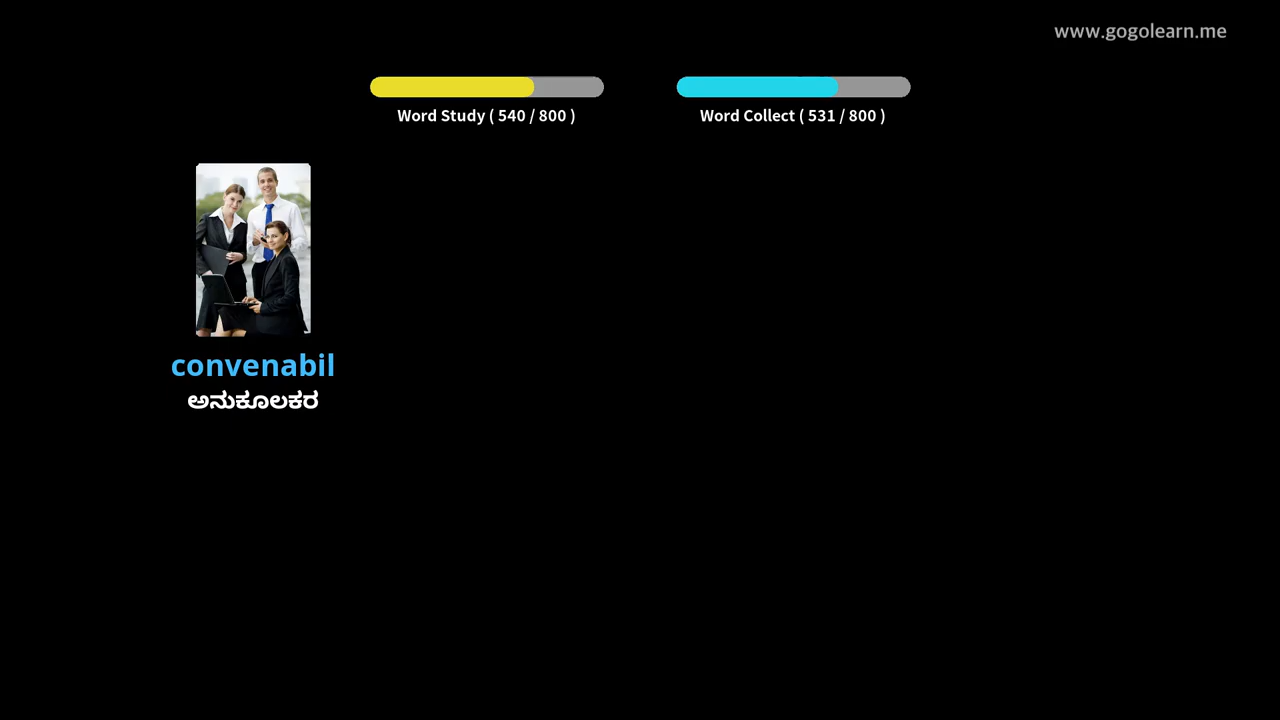 www.gogolearn.me
Word Study ( 540 / 800 )
Word Collect ( 531 / 800 )
convenabil
ಅನುಕೂಲಕರ